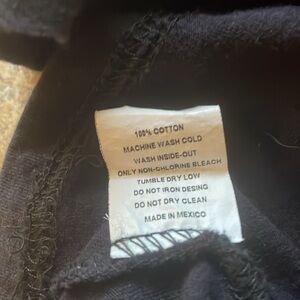 100% COTTON
MACHINE WASH COLD
WASH INSIDE-OUT
ONLY NON-CHLORINE BLEACH
TUMBLE DRY LOW
DO NOT IRON DESING
DO NOT DRY CLEAN
MADE IN MEXICO